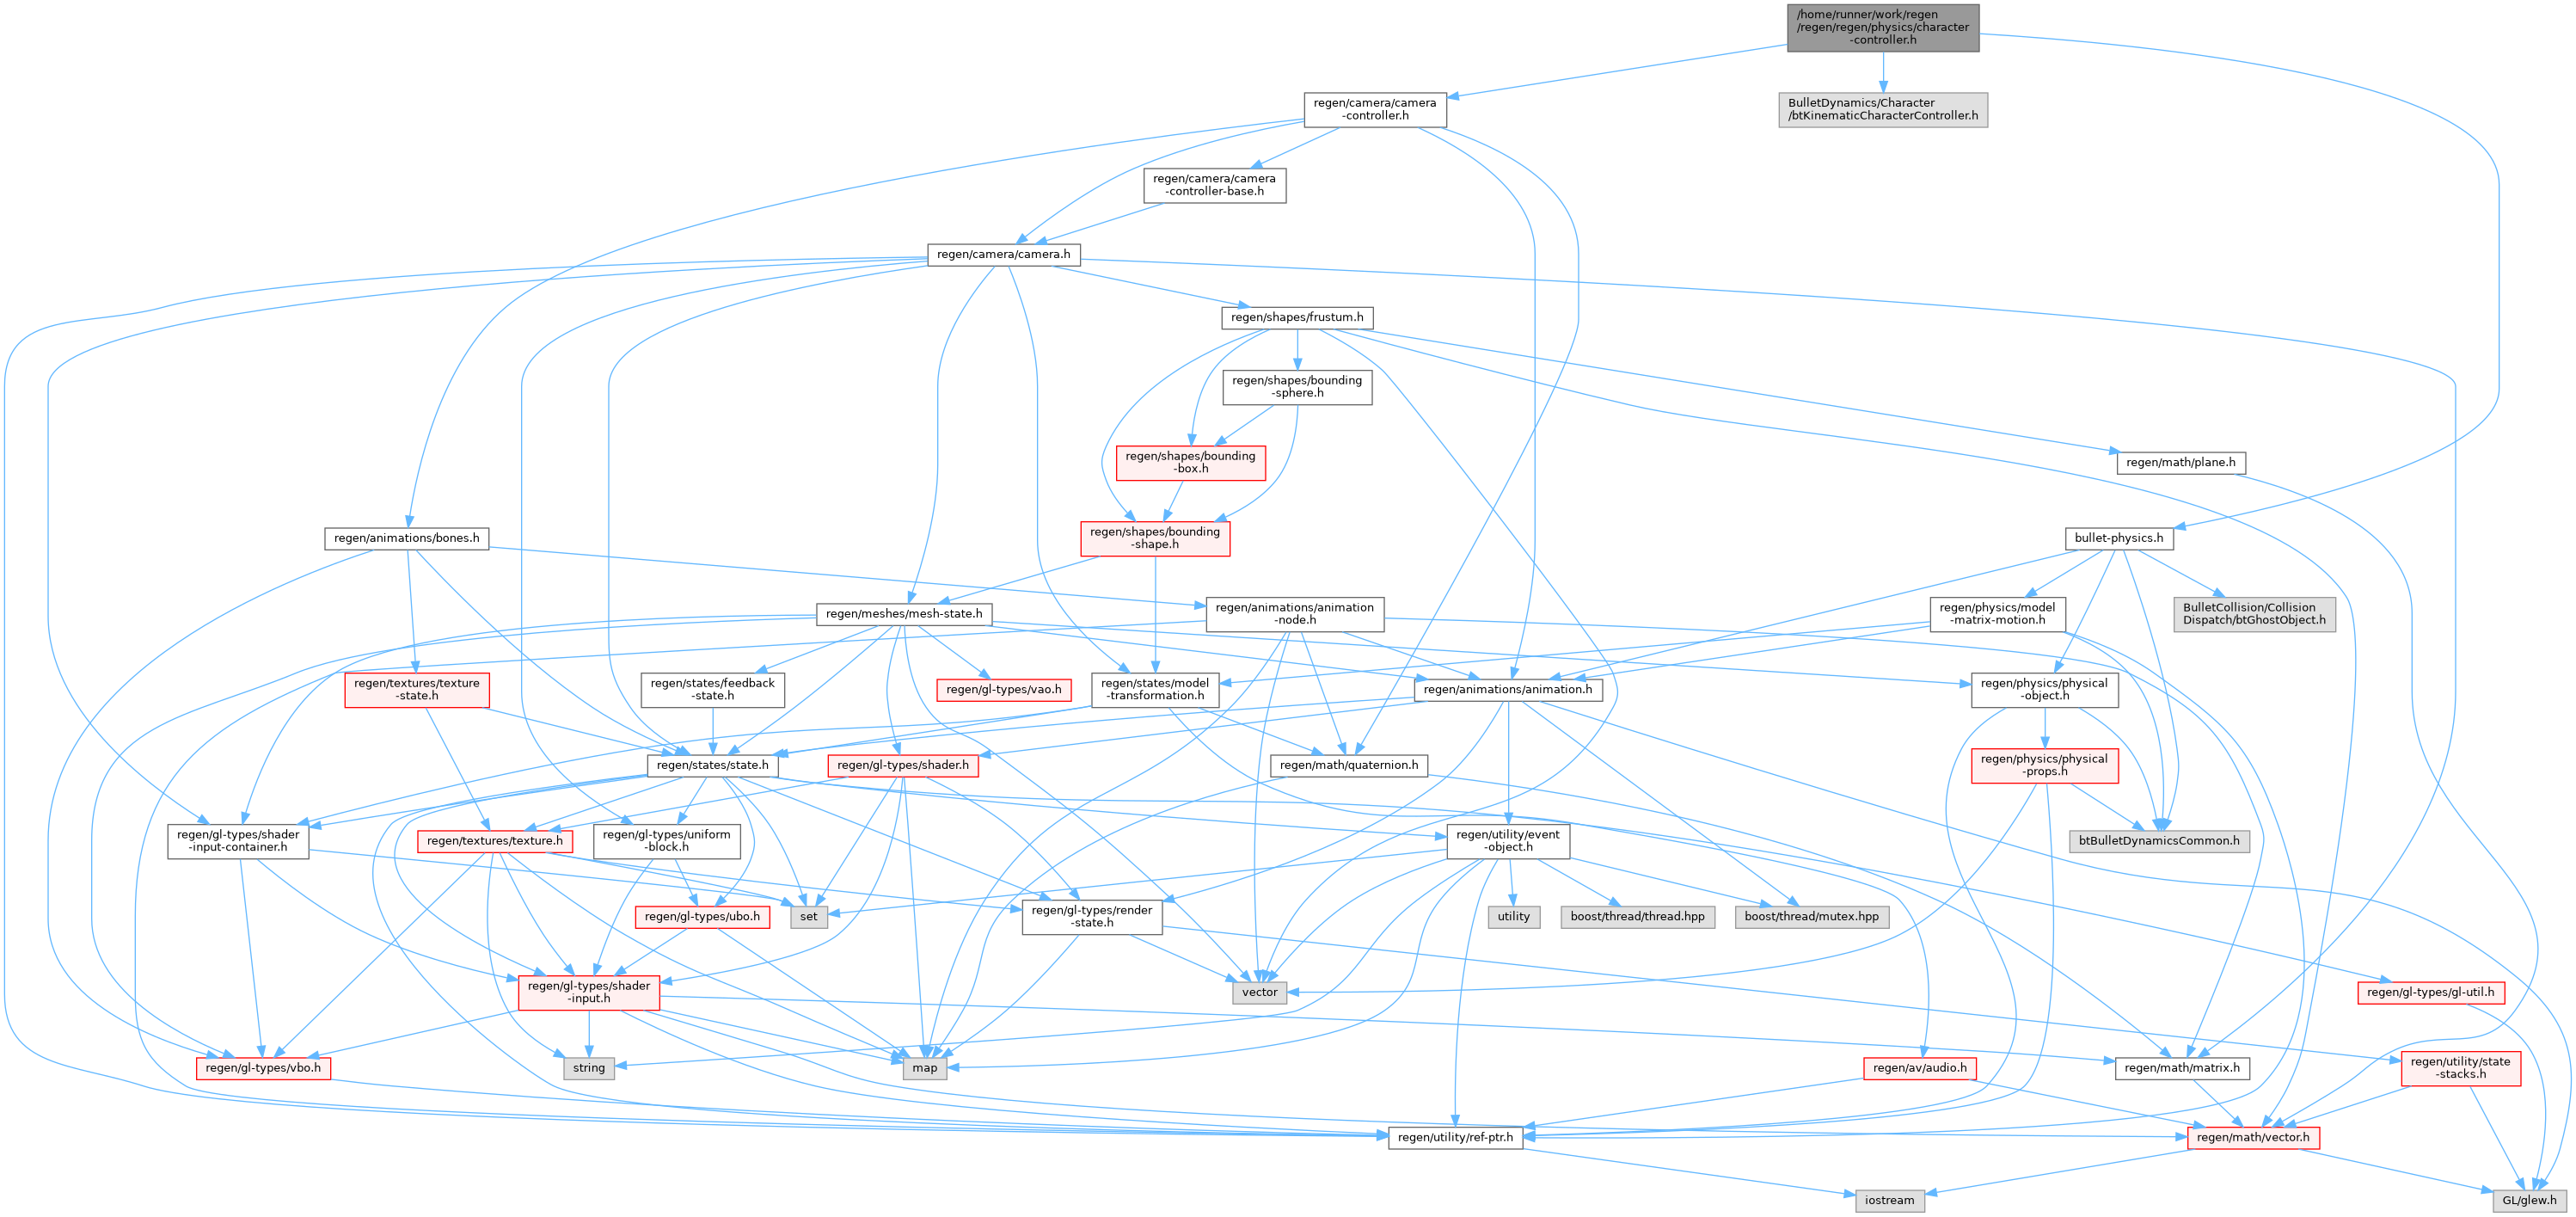 /home/runner/work/regen
/regen/regen/physics/character
-controller.h
regen/camera/camera
-controller.h
BulletDynamics/Character
/btKinematicCharacterController.h
regen/camera/camera
-controller-base.h
regen/camera/camera.h
regen/shapes/frustum.h
regen/shapes/bounding
-sphere.h
regen/shapes/bounding
-box.h
regen/math/plane.h
regen/animations/bones.h
regen/shapes/bounding
-shape.h
bullet-physics.h
regen/meshes/mesh-state.h
regen/animations/animation
-node.h
regen/physics/model
-matrix-motion.h
BulletCollision/Collision
Dispatch/btGhostObject.h
regen/textures/texture
-state.h
regen/states/feedback
-state.h
regen/gl-types/vao.h
regen/states/model
-transformation.h
regen/animations/animation.h
regen/physics/physical
-object.h
regen/states/state.h
regen/gl-types/shader.h
regen/math/quaternion.h
regen/physics/physical
-props.h
regen/gl-types/shader
-input-container.h
regen/textures/texture.h
regen/gl-types/uniform
-block.h
regen/utility/event
-object.h
btBulletDynamicsCommon.h
regen/gl-types/ubo.h
set
regen/gl-types/render
-state.h
utility
boost/thread/thread.hpp
boost/thread/mutex.hpp
regen/gl-types/shader
-input.h
vector
regen/gl-types/gl-util.h
regen/gl-types/vbo.h
string
map
regen/av/audio.h
regen/math/matrix.h
regen/utility/state
-stacks.h
regen/utility/ref-ptr.h
regen/math/vector.h
iostream
GL/glew.h